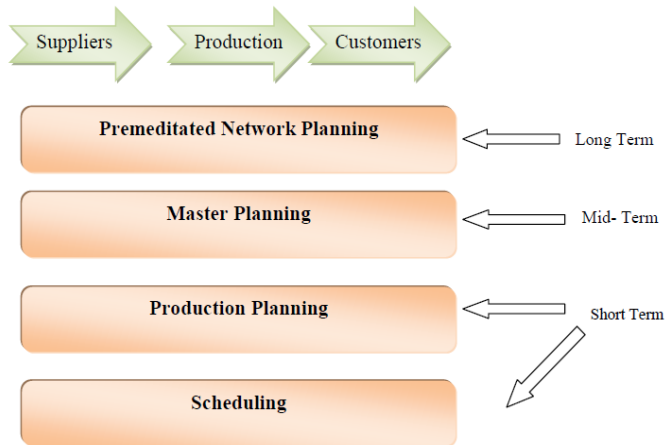 Suppliers
Production
Customers
Premeditated Network Planning
Long Term
Master Planning
Mid- Term
Production Planning
Short Term
Scheduling